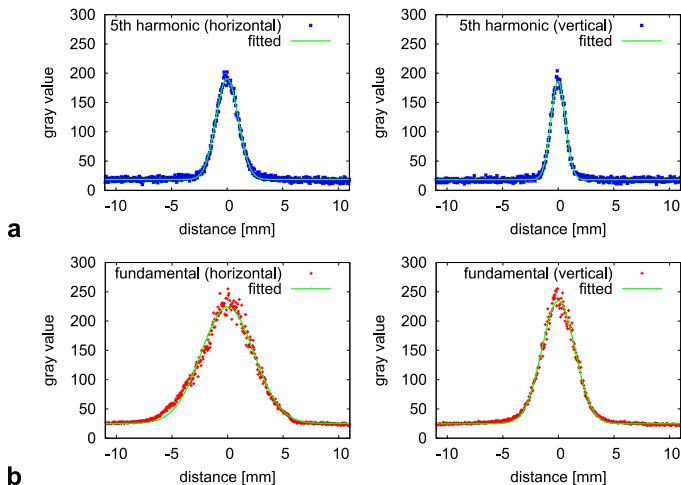 5th harmonic (horizontal)
fitted
300
250
200
150
100
50
0
gray value
-10 -5 0 5 10
distance [mm]
5th harmonic (vertical)
fitted
300
250
200
150
100
50
0
gray value
-10 -5 0 5 10
distance [mm]
a
fundamental (horizontal)
fitted
300
250
200
150
100
50
0
gray value
-10 -5 0 5 10
distance [mm]
fundamental (vertical)
fitted
300
250
200
150
100
50
0
gray value
-10 -5 0 5 10
distance [mm]
b